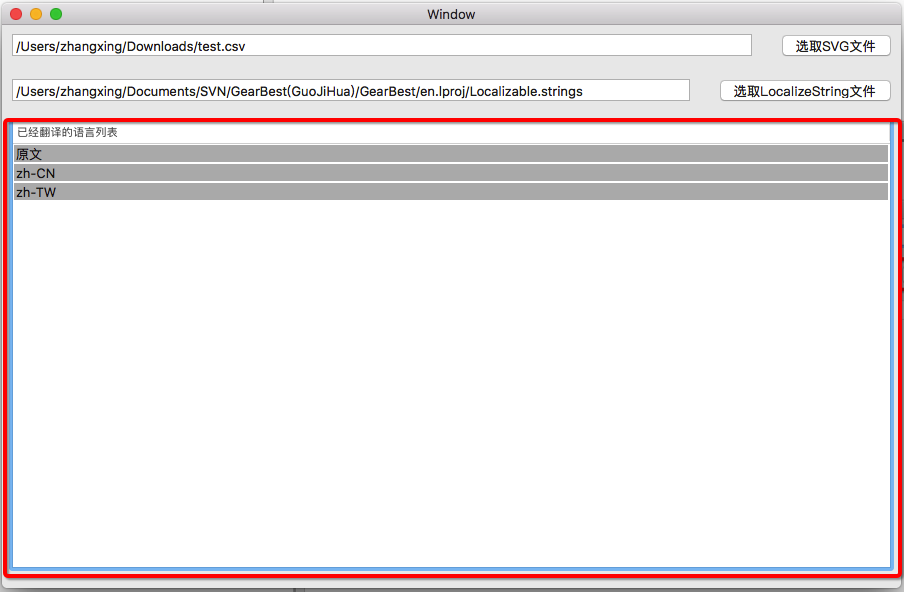 Window
/Users/zhangxing/Downloads/test.csv
选取SVG文件
/Users/zhangxing/Documents/SVN/GearBest(GuoJiHua)/GearBest/en.lproj/Localizable.strings
选取LocalizeString文件
已经翻译的语言列表
原文
zh-CN
zh-TW